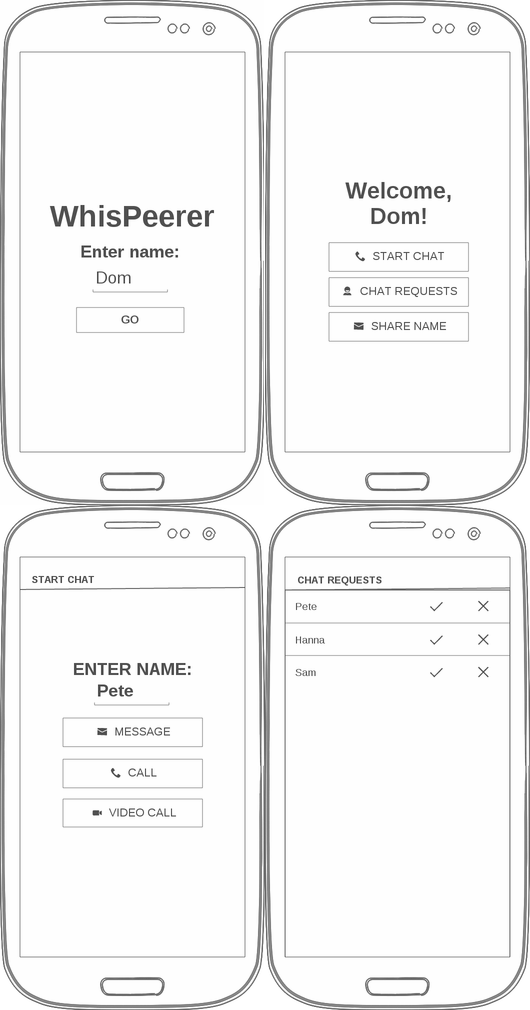 WhisPeerer
Enter name:
Dom
GO
Welcome,
Dom!
START CHAT
CHAT REQUESTS
SHARE NAME
START CHAT
ENTER NAME:
Pete
MESSAGE
CALL
VIDEO CALL
CHAT REQUESTS
Pete
Hanna
Sam